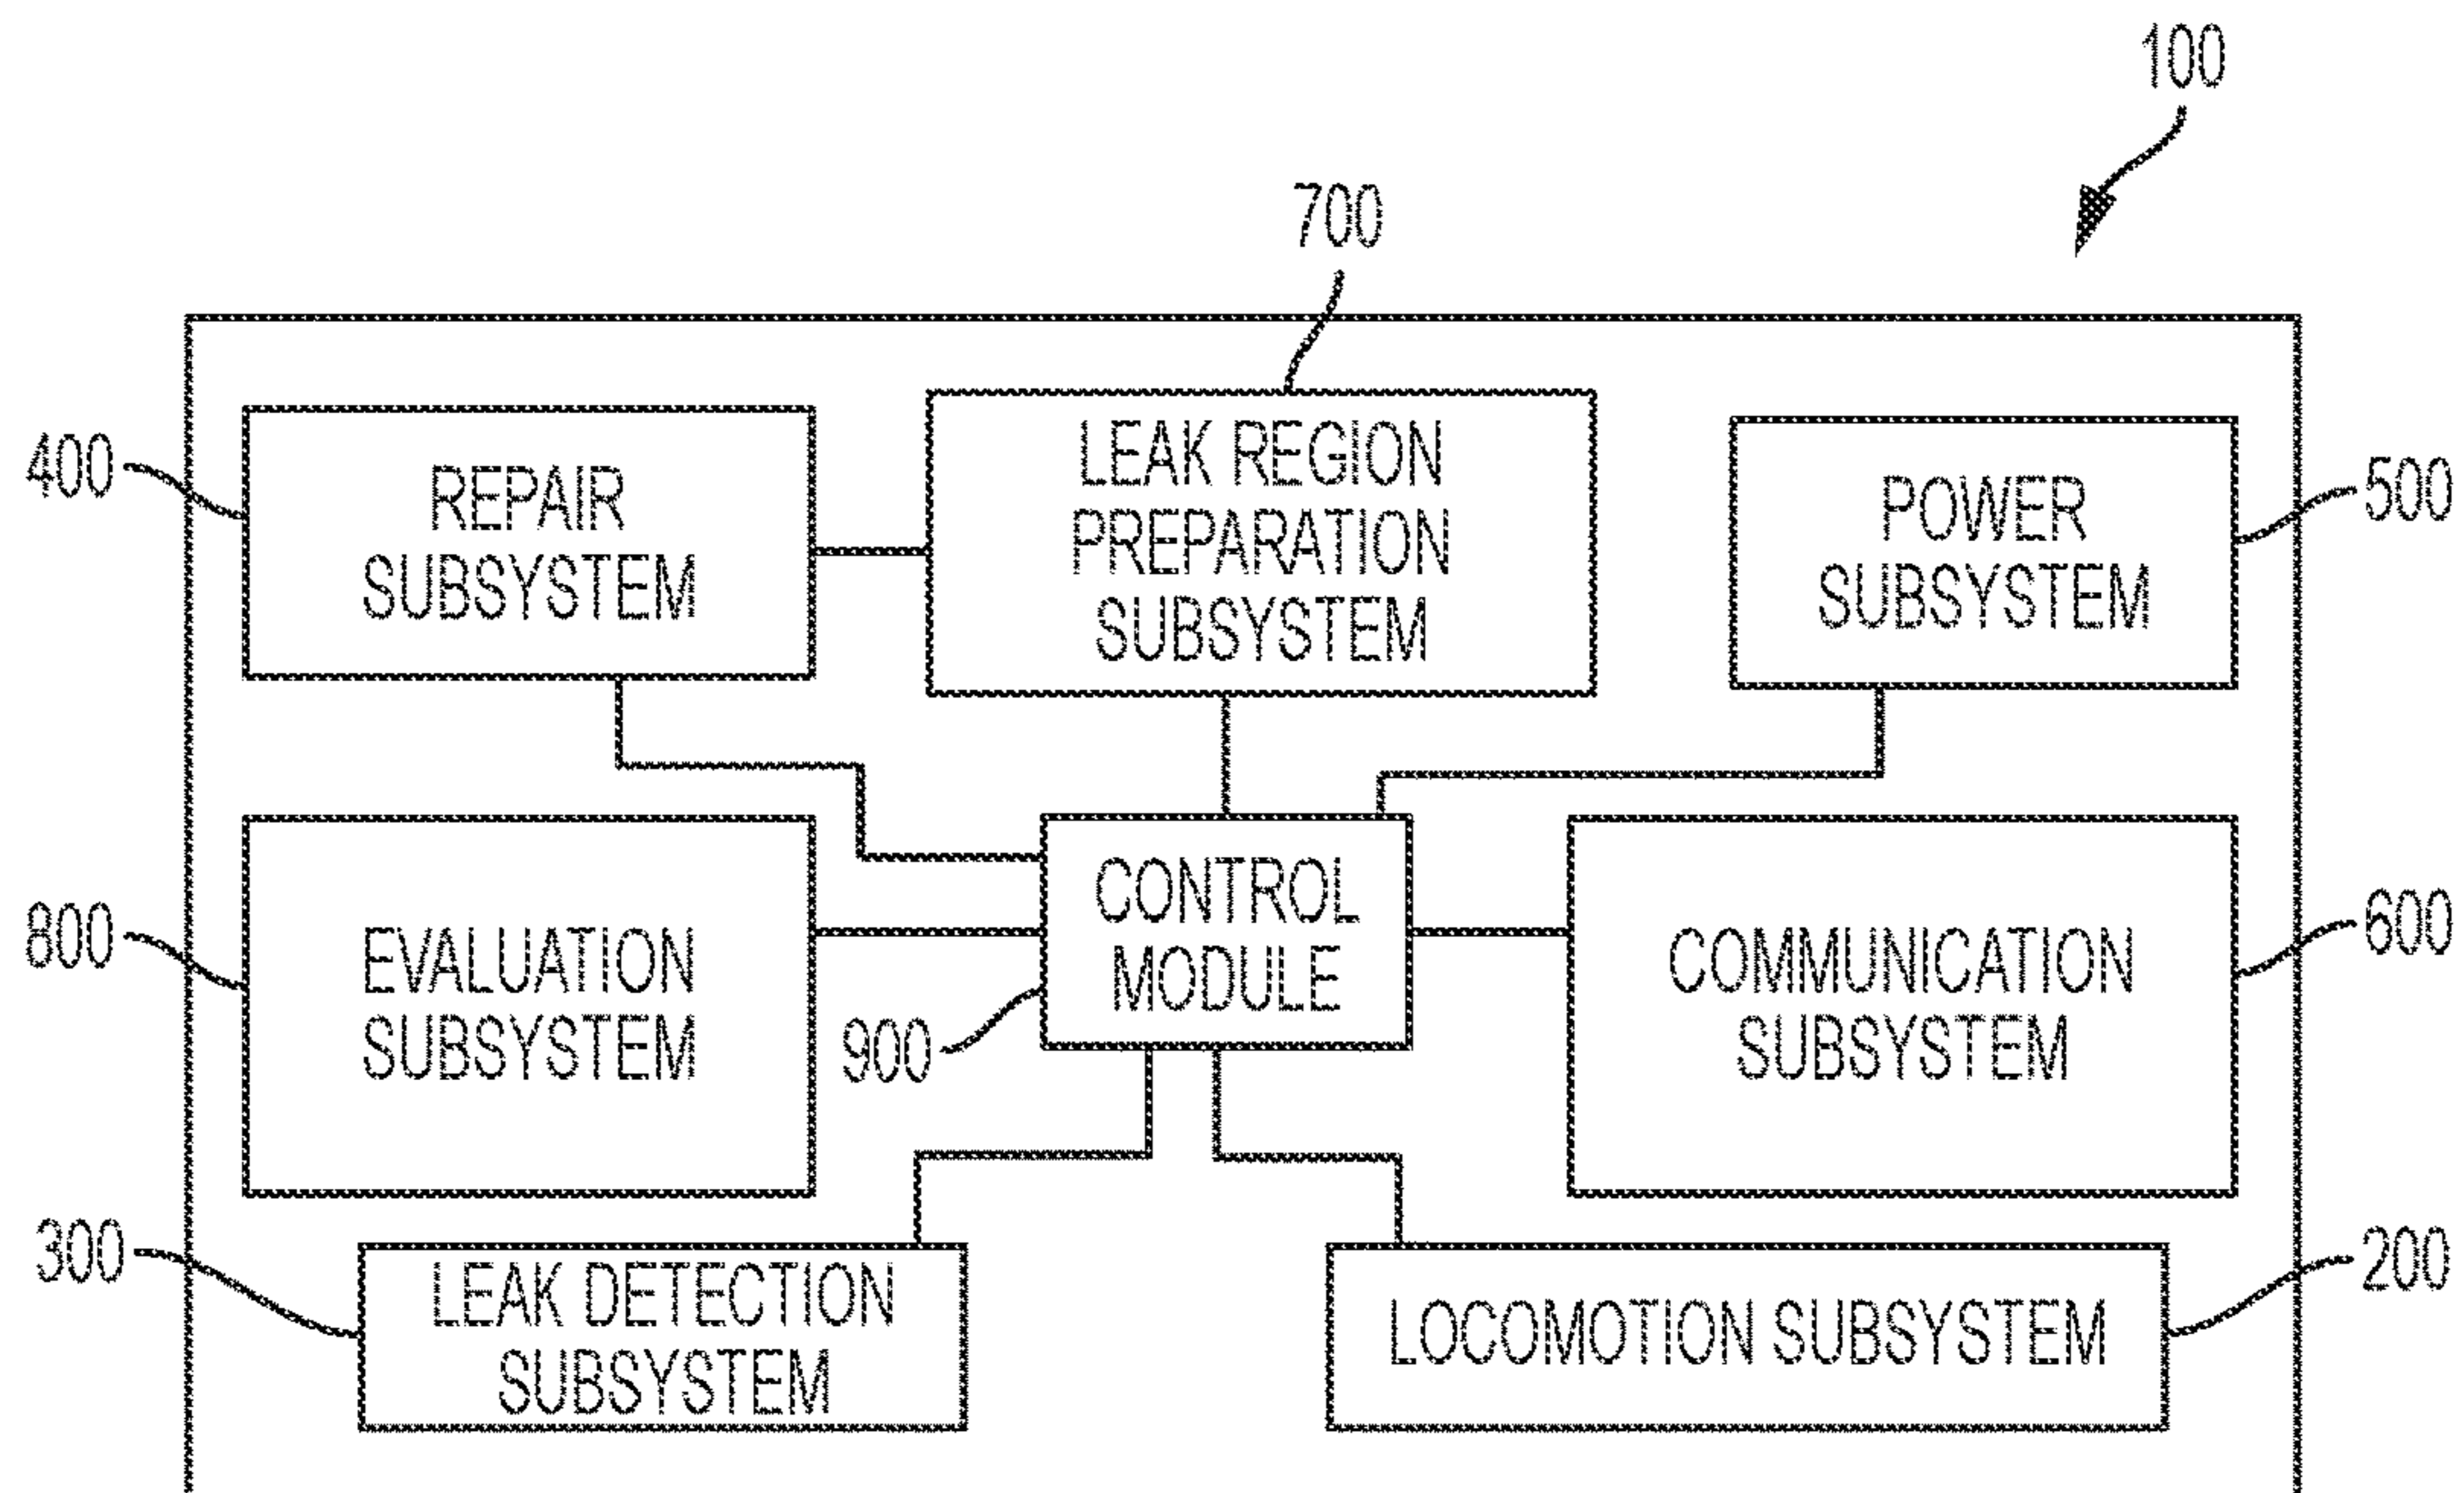 100
700
400
REPAIR
SUBSYSTEM
LEAK REGION
PREPARATION
SUBSYSTEM
POWER
SUBSYSTEM
500
800
EVALUATION
SUBSYSTEM
900
CONTROL
MODULE
COMMUNICATION
SUBSYSTEM
600
300
LEAK DETECTION
SUBSYSTEM
LOCOMOTION SUBSYSTEM
200